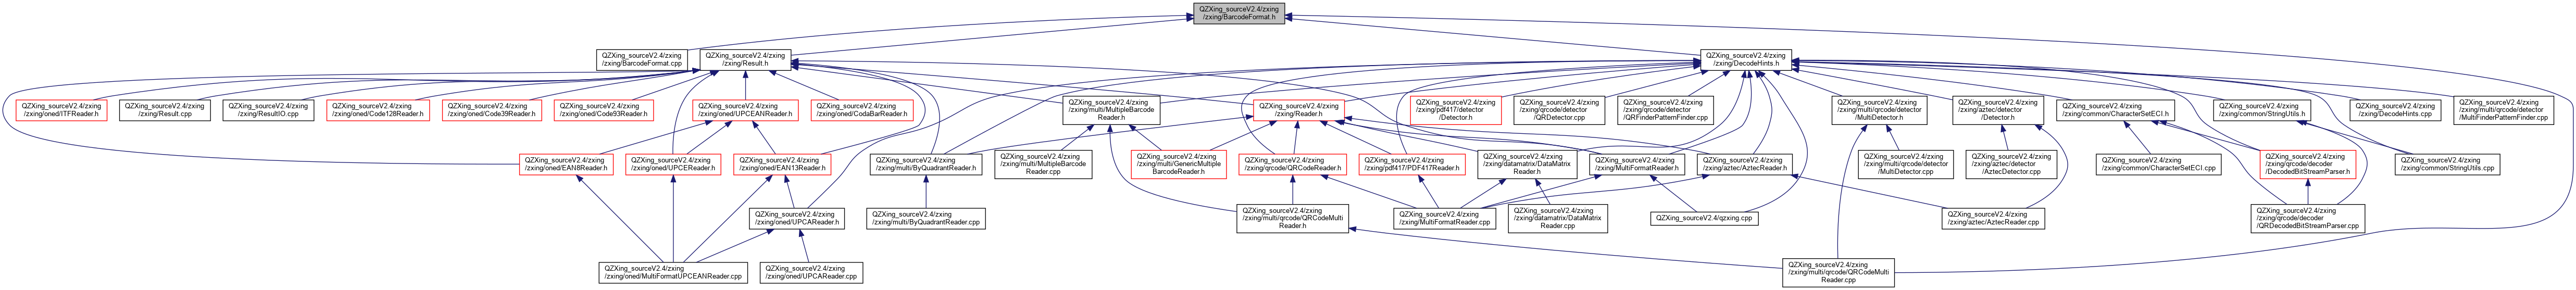 QZXing_sourceV2.4/zxing
/zxing/BarcodeFormat.h
QZXing_sourceV2.4/zxing
/zxing/BarcodeFormat.cpp
QZXing_sourceV2.4/zxing
/zxing/Result.h
QZXing_sourceV2.4/zxing
/zxing/DecodeHints.h
QZXing_sourceV2.4/zxing
/zxing/oned/ITFReader.h
QZXing_sourceV2.4/zxing
/zxing/Result.cpp
QZXing_sourceV2.4/zxing
/zxing/ResultIO.cpp
QZXing_sourceV2.4/zxing
/zxing/oned/Code128Reader.h
QZXing_sourceV2.4/zxing
/zxing/oned/Code39Reader.h
QZXing_sourceV2.4/zxing
/zxing/oned/Code93Reader.h
QZXing_sourceV2.4/zxing
/zxing/oned/UPCEANReader.h
QZXing_sourceV2.4/zxing
/zxing/oned/CodaBarReader.h
QZXing_sourceV2.4/zxing
/zxing/multi/MultipleBarcode
Reader.h
QZXing_sourceV2.4/zxing
/zxing/Reader.h
QZXing_sourceV2.4/zxing
/zxing/pdf417/detector
/Detector.h
QZXing_sourceV2.4/zxing
/zxing/qrcode/detector
/QRDetector.cpp
QZXing_sourceV2.4/zxing
/zxing/qrcode/detector
/QRFinderPatternFinder.cpp
QZXing_sourceV2.4/zxing
/zxing/multi/qrcode/detector
/MultiDetector.h
QZXing_sourceV2.4/zxing
/zxing/aztec/detector
/Detector.h
QZXing_sourceV2.4/zxing
/zxing/common/CharacterSetECI.h
QZXing_sourceV2.4/zxing
/zxing/common/StringUtils.h
QZXing_sourceV2.4/zxing
/zxing/DecodeHints.cpp
QZXing_sourceV2.4/zxing
/zxing/multi/qrcode/detector
/MultiFinderPatternFinder.cpp
QZXing_sourceV2.4/zxing
/zxing/oned/EAN8Reader.h
QZXing_sourceV2.4/zxing
/zxing/oned/UPCEReader.h
QZXing_sourceV2.4/zxing
/zxing/oned/EAN13Reader.h
QZXing_sourceV2.4/zxing
/zxing/multi/ByQuadrantReader.h
QZXing_sourceV2.4/zxing
/zxing/multi/MultipleBarcode
Reader.cpp
QZXing_sourceV2.4/zxing
/zxing/multi/GenericMultiple
BarcodeReader.h
QZXing_sourceV2.4/zxing
/zxing/qrcode/QRCodeReader.h
QZXing_sourceV2.4/zxing
/zxing/pdf417/PDF417Reader.h
QZXing_sourceV2.4/zxing
/zxing/datamatrix/DataMatrix
Reader.h
QZXing_sourceV2.4/zxing
/zxing/MultiFormatReader.h
QZXing_sourceV2.4/zxing
/zxing/aztec/AztecReader.h
QZXing_sourceV2.4/zxing
/zxing/multi/qrcode/detector
/MultiDetector.cpp
QZXing_sourceV2.4/zxing
/zxing/aztec/detector
/AztecDetector.cpp
QZXing_sourceV2.4/zxing
/zxing/common/CharacterSetECI.cpp
QZXing_sourceV2.4/zxing
/zxing/qrcode/decoder
/DecodedBitStreamParser.h
QZXing_sourceV2.4/zxing
/zxing/common/StringUtils.cpp
QZXing_sourceV2.4/zxing
/zxing/oned/UPCAReader.h
QZXing_sourceV2.4/zxing
/zxing/multi/ByQuadrantReader.cpp
QZXing_sourceV2.4/zxing
/zxing/multi/qrcode/QRCodeMulti
Reader.h
QZXing_sourceV2.4/zxing
/zxing/MultiFormatReader.cpp
QZXing_sourceV2.4/zxing
/zxing/datamatrix/DataMatrix
Reader.cpp
QZXing_sourceV2.4/qzxing.cpp
QZXing_sourceV2.4/zxing
/zxing/aztec/AztecReader.cpp
QZXing_sourceV2.4/zxing
/zxing/qrcode/decoder
/QRDecodedBitStreamParser.cpp
QZXing_sourceV2.4/zxing
/zxing/oned/MultiFormatUPCEANReader.cpp
QZXing_sourceV2.4/zxing
/zxing/oned/UPCAReader.cpp
QZXing_sourceV2.4/zxing
/zxing/multi/qrcode/QRCodeMulti
Reader.cpp